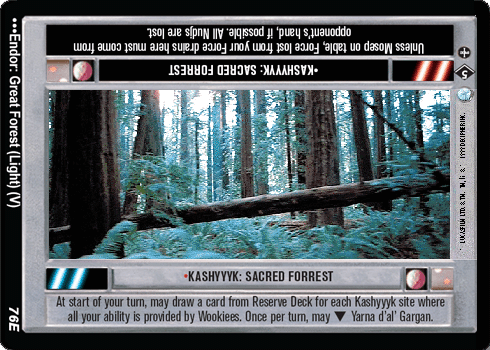 •••Endor: Great Forest (Light) (V)
76E
Unless Mosep on table, Force lost from your Force drains here must come from
opponent's hand, if possible. All Nudjs are lost.
•KASHYYYK: SACRED FORREST
5
•KASHYYYK: SACRED FORREST
At start of your turn, may draw a card from Reserve Deck for each Kashyyyk site where
all your ability is provided by Wookiees. Once per turn, may ▼ Yarna d'al' Gargan.